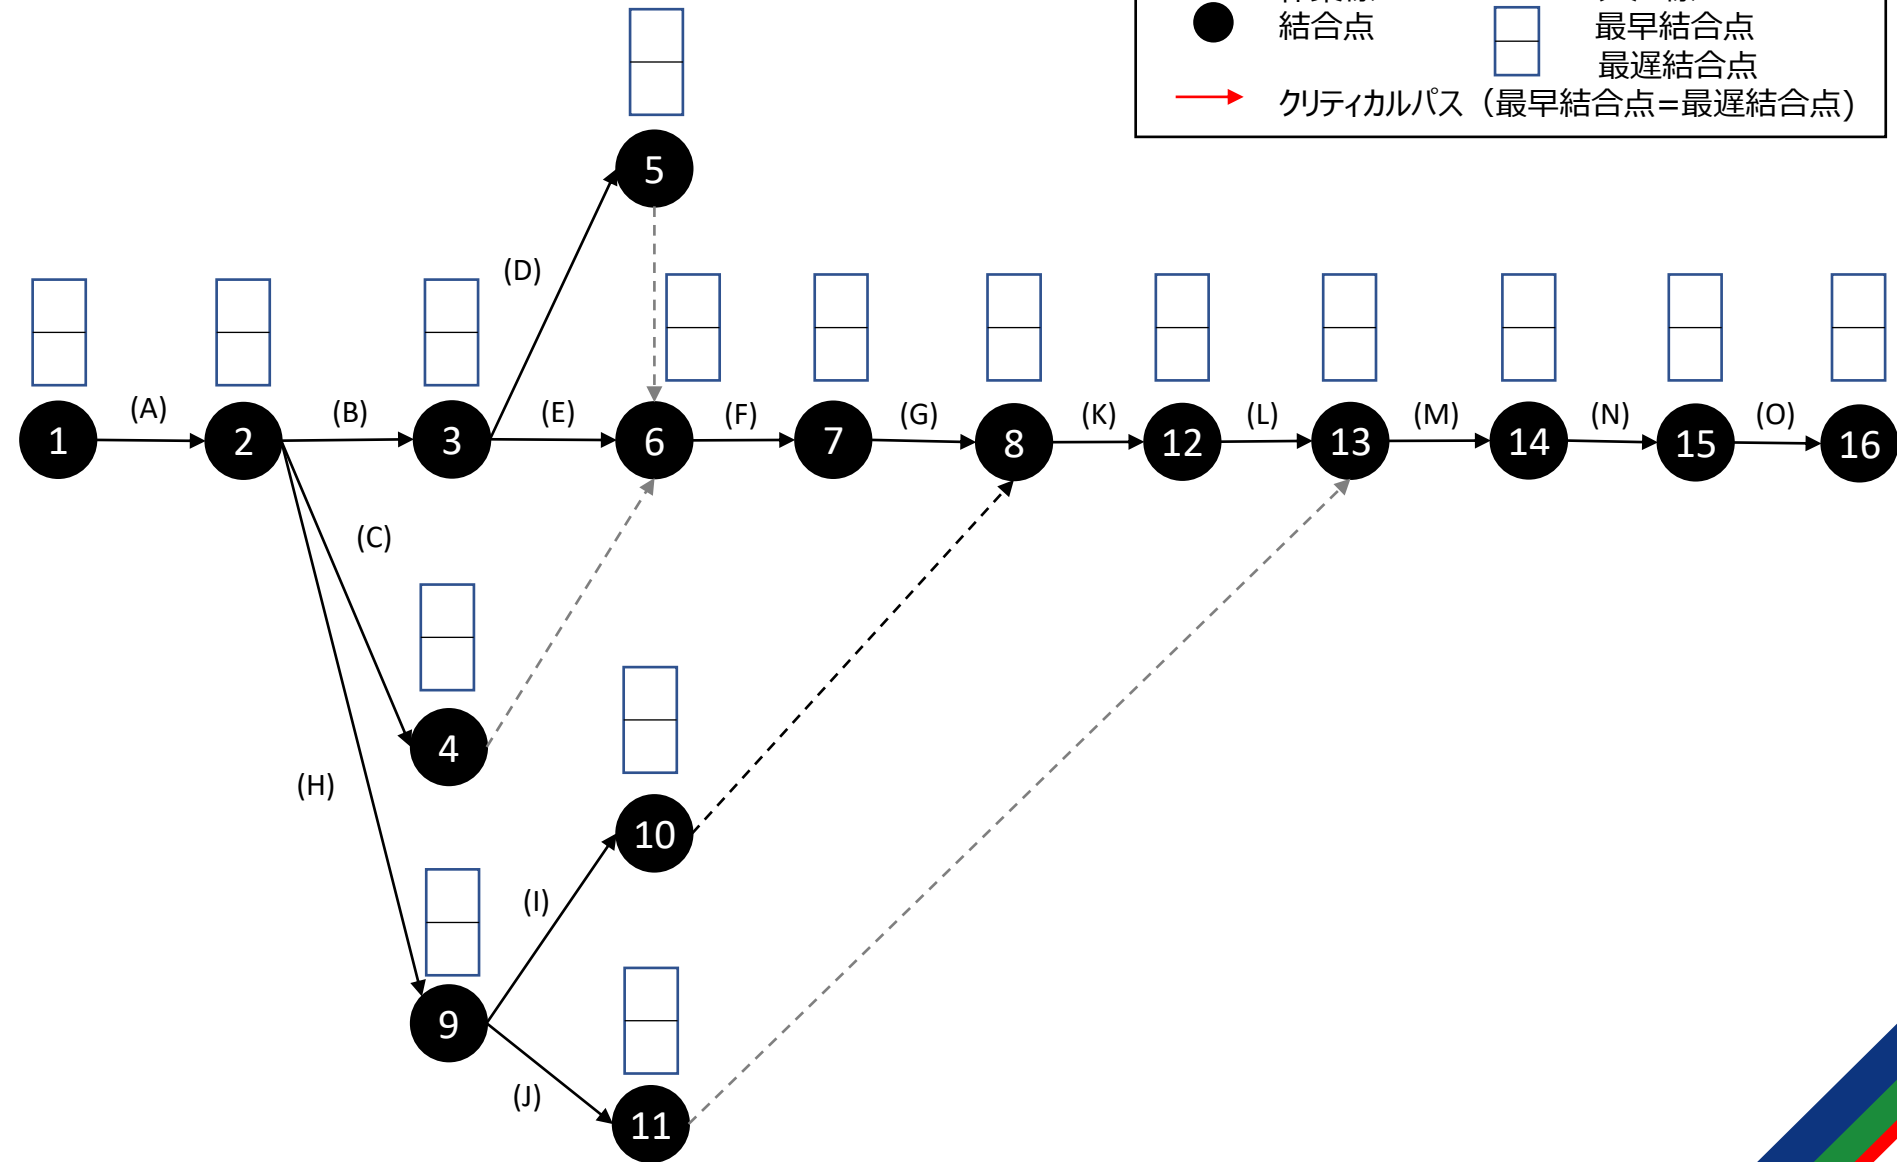 結合点
最早結合点
最遅結合点
クリティカルパス（最早結合点=最遅結合点)
5
(D)
(A)
(B)
(E)
(F)
(G)
(K)
(L)
(M)
(N)
(O)
1
2
3
6
7
8
12
13
14
15
16
(C)
4
(H)
10
(I)
9
(J)
11